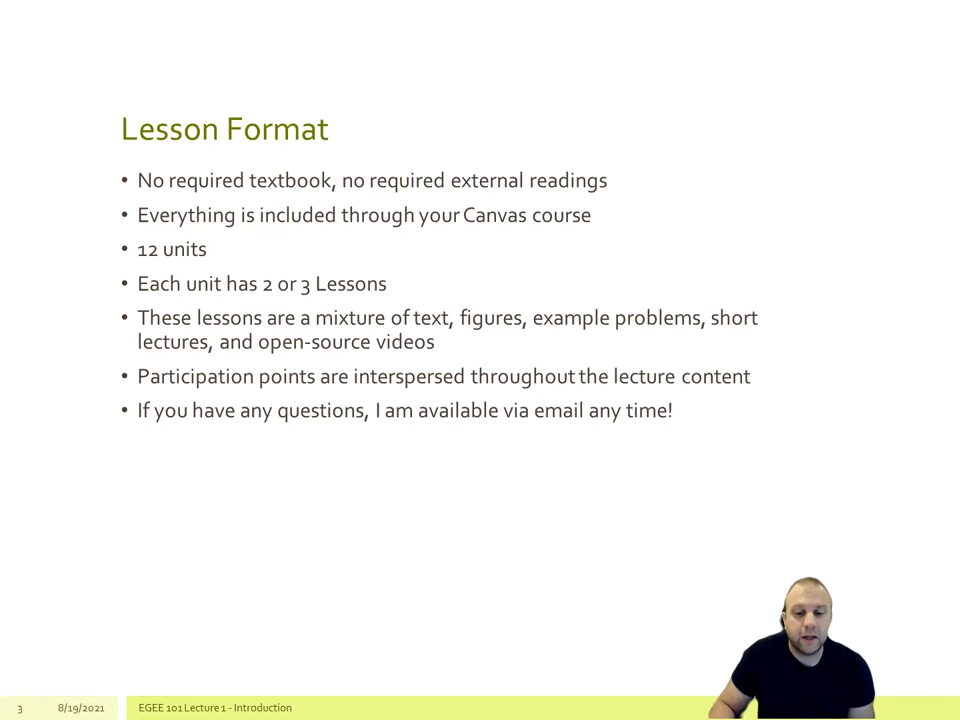 Lesson Format
• No required textbook, no required external readings
• Everything is included through your Canvas course
• 12 units
• Each unit has 2 or 3 Lessons
• These lessons are a mixture of text, figures, example problems, short
lectures, and open-source videos
• Participation points are interspersed throughout the lecture content
• If you have any questions, I am available via email any time!
3 8/19/2021 EGEE 101 Lecture 1 - Introduction